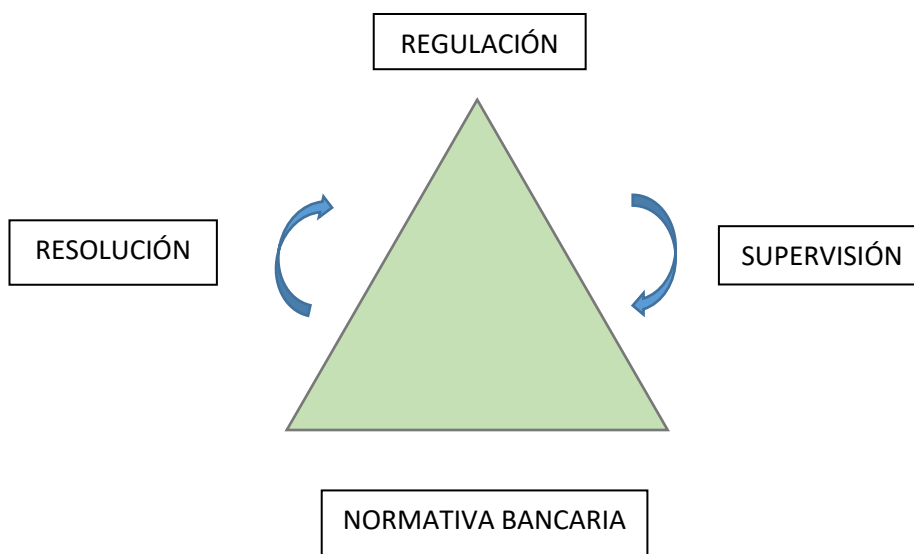 REGULACIÓN
RESOLUCIÓN
SUPERVISIÓN
NORMATIVA BANCARIA